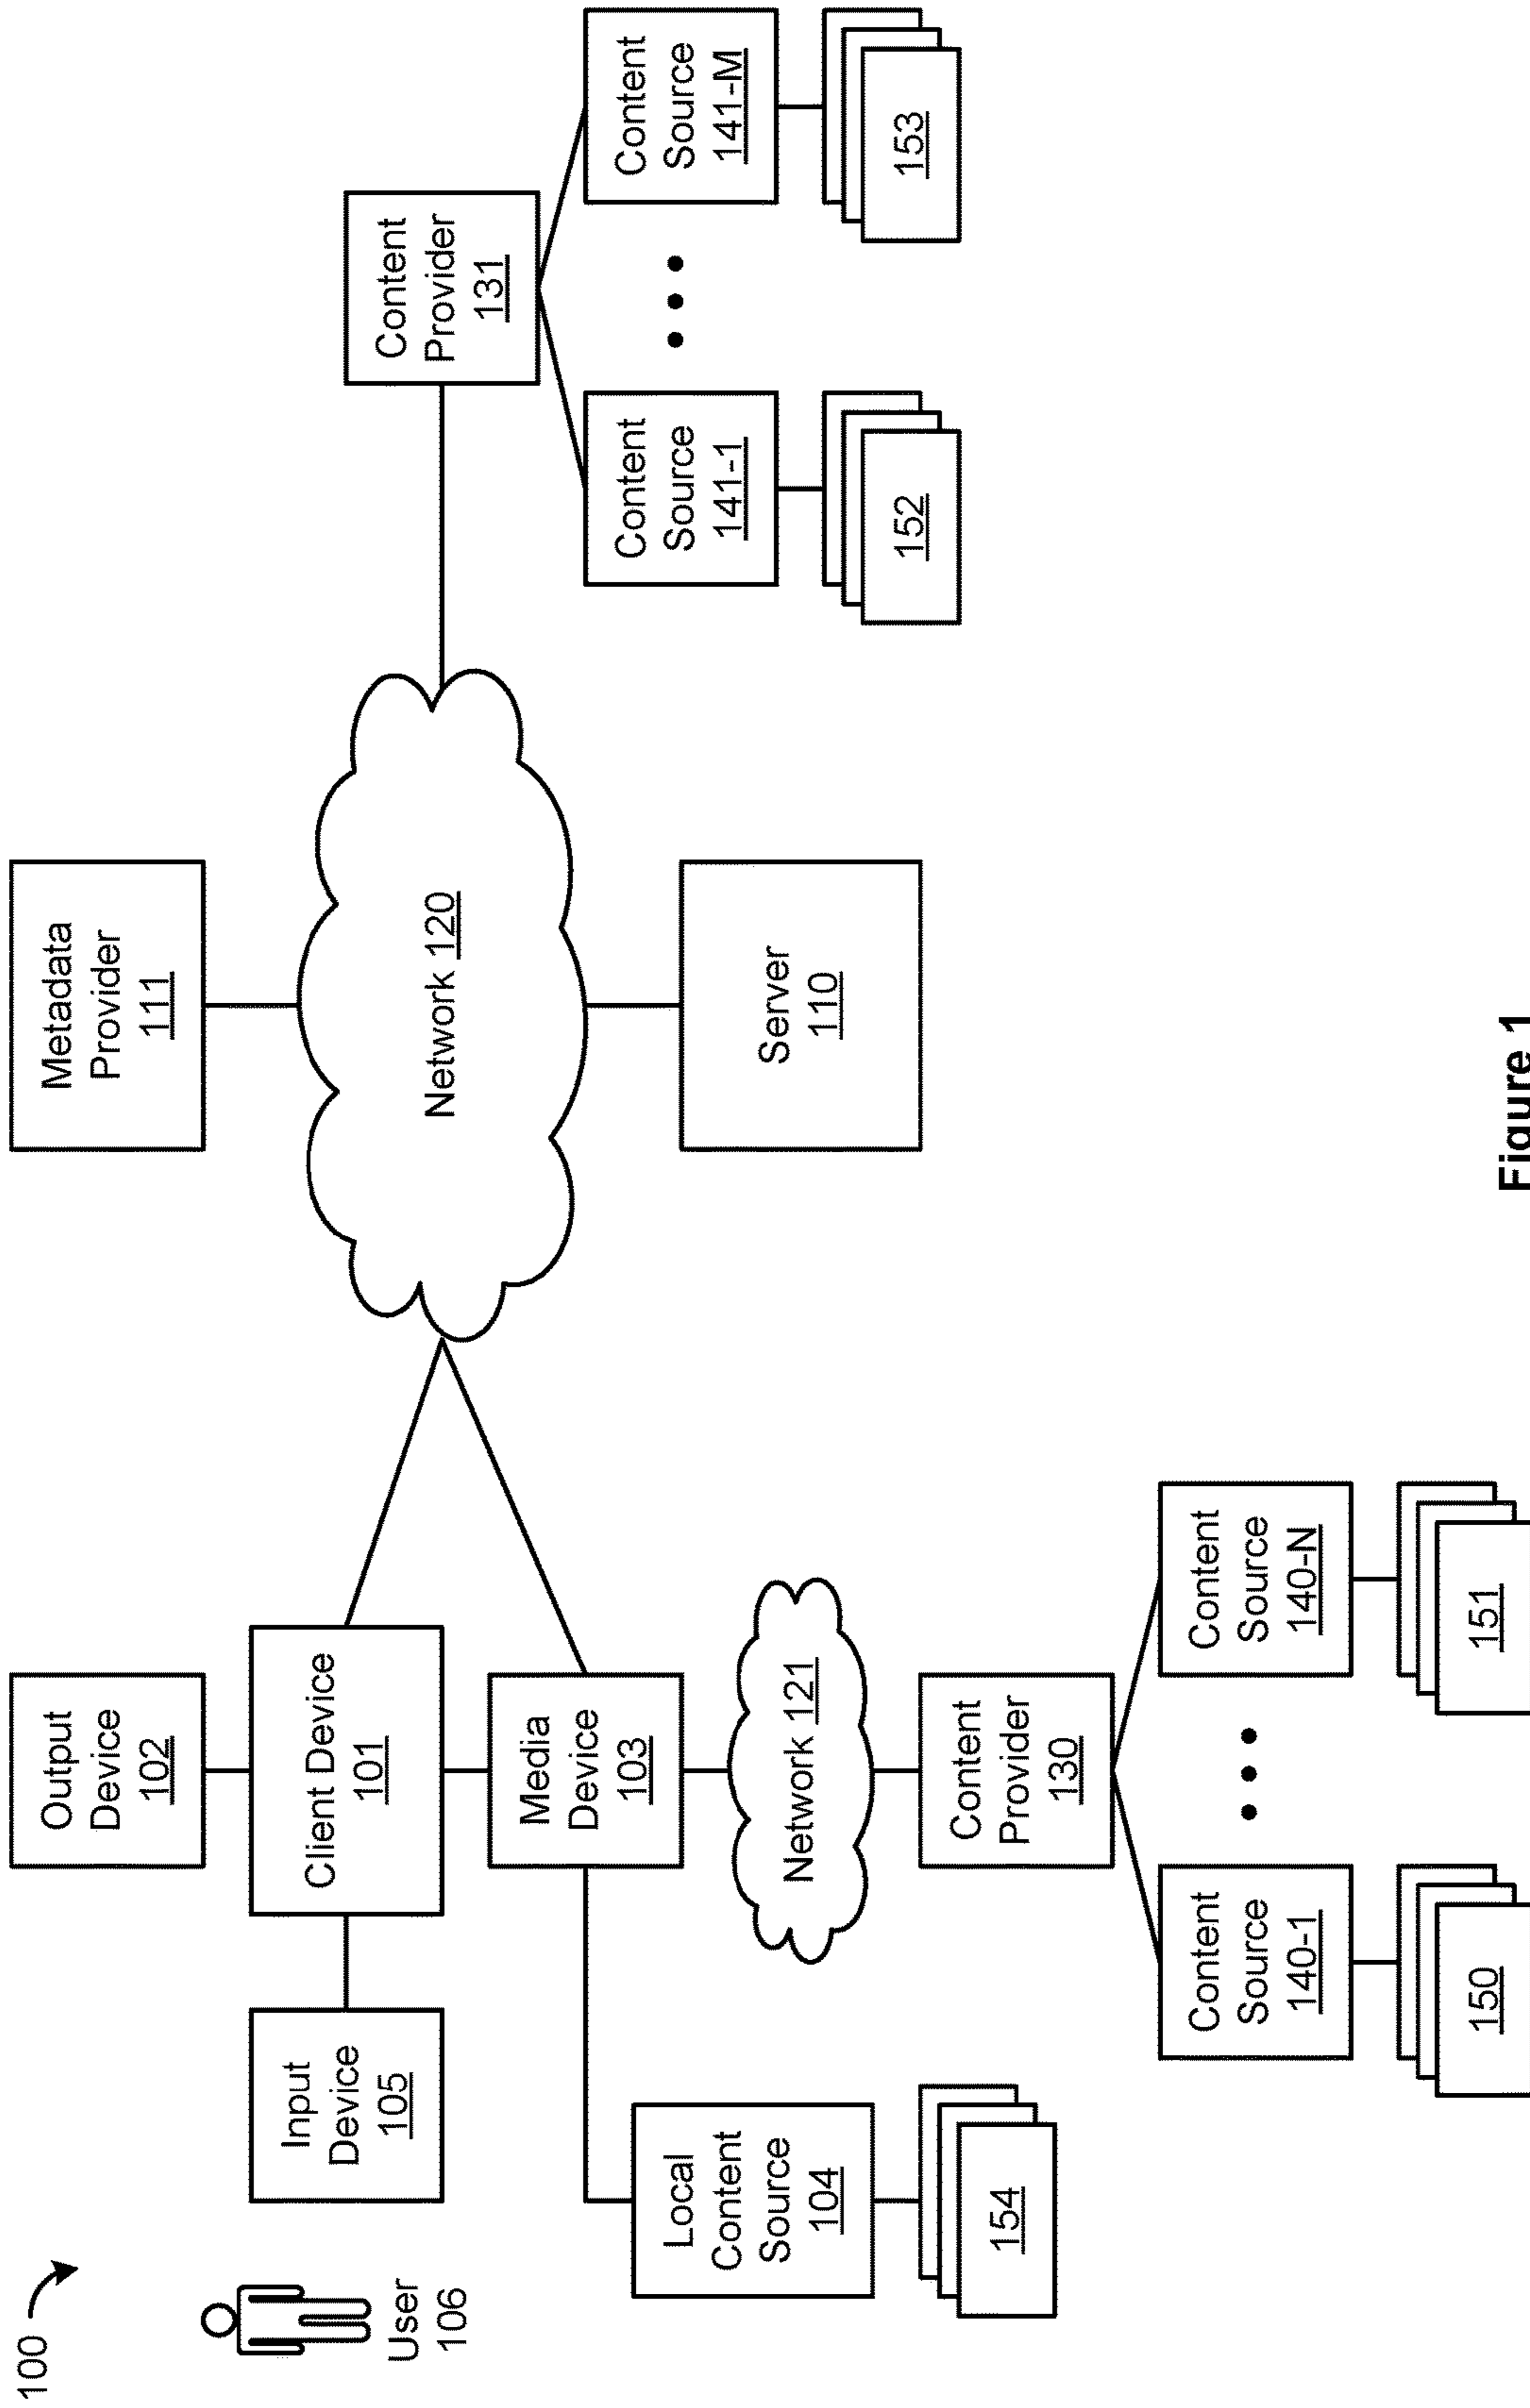 100
User
106
Input
Device
105
Output
Device
102
Client Device
101
Media
Device
103
Local
Content
Source
104
154
Network 121
Content
Provider
130
Content
Source
140-1
150
Content
Source
140-N
151
Metadata
Provider
111
Network 120
Server
110
Content
Provider
131
Content
Source
141-1
152
Content
Source
141-M
153
Figure 1